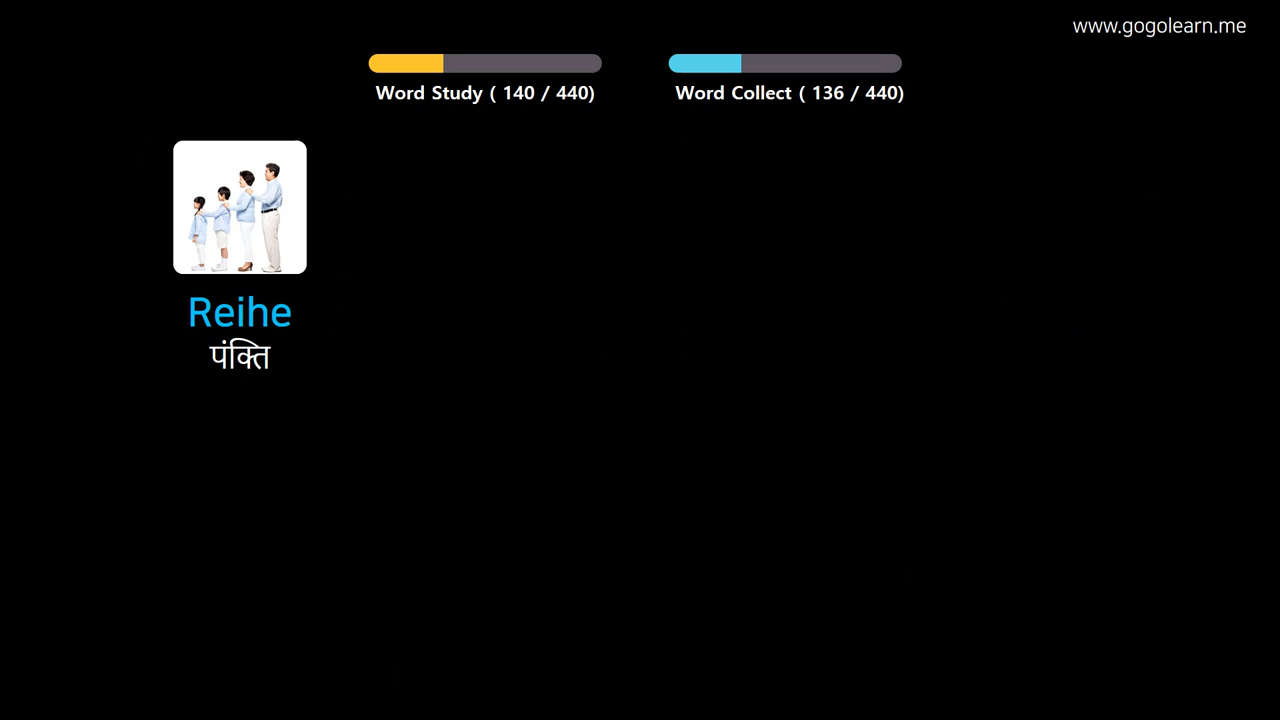 www.gogolearn.me
Word Study ( 140 / 440)
Word Collect ( 136 / 440)
Reihe
पंक्ति